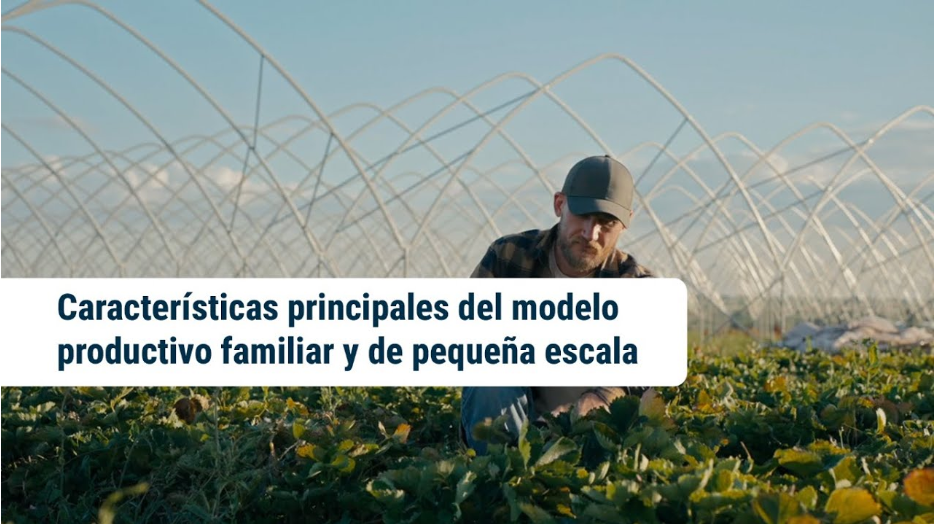 Características principales del modelo
productivo familiar y de pequeña escala